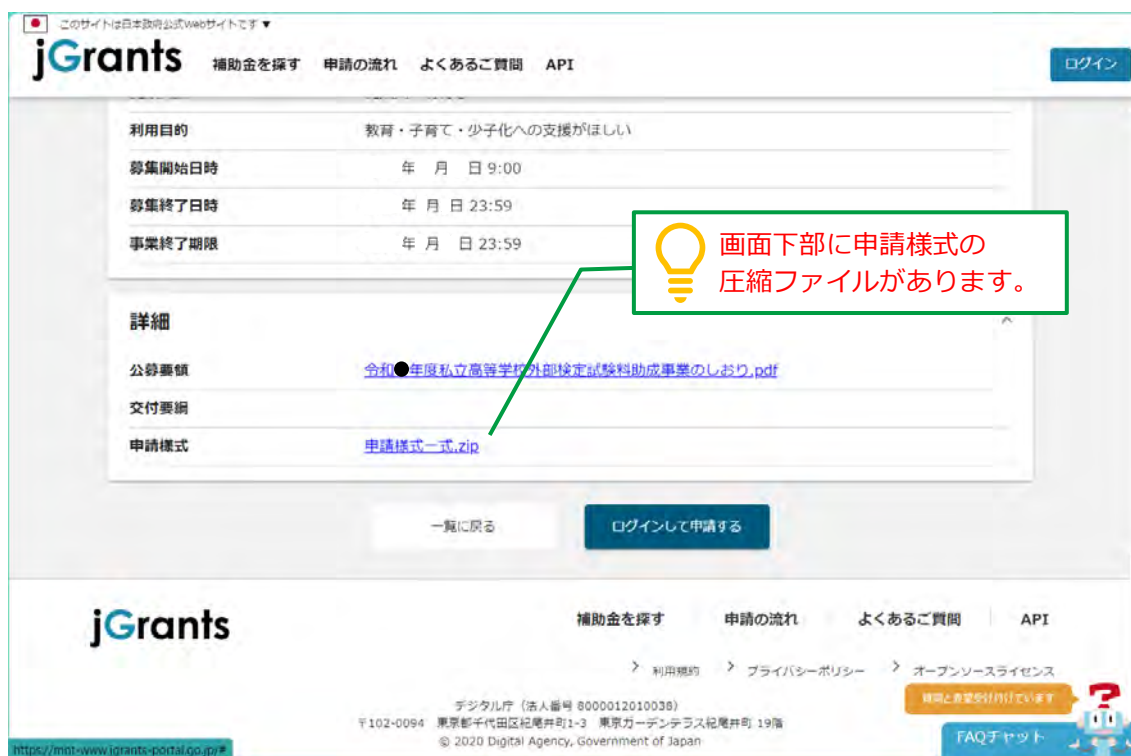 このサイトは日本政府公式Webサイトです▼
jGrants 補助金を探す 申請の流れ よくあるご質問 API ログイン
利用目的 教育・子育て・少子化への支援がほしい
募集開始日時 年 月 日 9:00
募集終了日時 年 月 日 23:59
事業終了期限 年 月 日 23:59
画面下部に申請様式の
圧縮ファイルがあります。
詳細
公募要領 令和●年度私立高等学校外部検定試験料助成事業のしおり.pdf
交付要綱
申請様式 申請様式一式.zip
一覧に戻る ログインして申請する
jGrants 補助金を探す 申請の流れ よくあるご質問 API
利用規約 プライバシーポリシー オープンソースライセンス
デジタル庁(法人番号 8000012010038)
〒102-0094 東京都千代田区紀尾井町1-3 東京ガーデンテラス紀尾井町 19階
© 2020 Digital Agency, Government of Japan
FAQチャット
https://mnt-www.jgrants-portal.go.jp/#